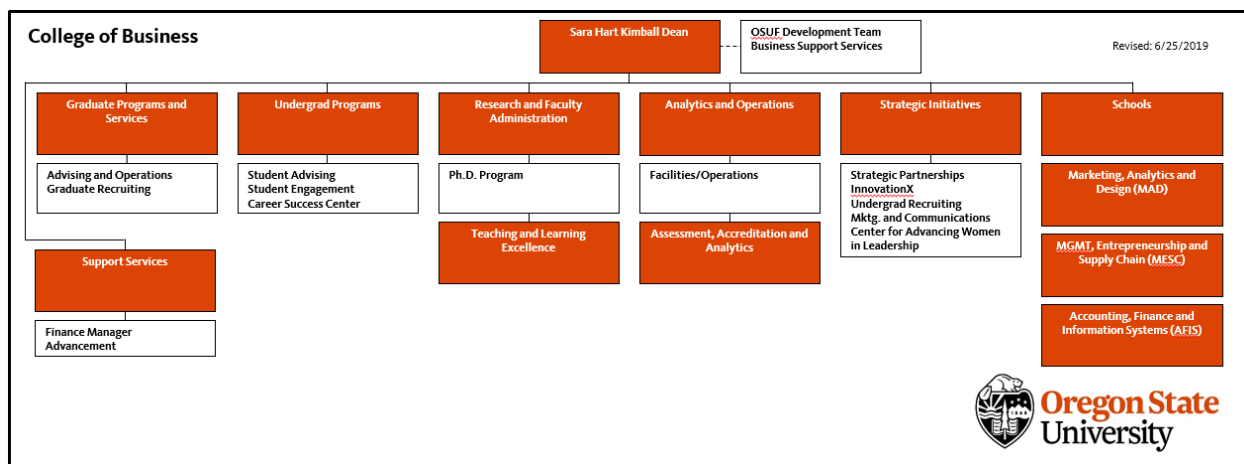 College of Business
Sara Hart Kimball Dean
OSUF Development Team
Business Support Services
Revised: 6/25/2019
Graduate Programs and
Services
Advising and Operations
Graduate Recruiting
Undergrad Programs
Student Advising
Student Engagement
Career Success Center
Research and Faculty
Administration
Ph.D. Program
Teaching and Learning
Excellence
Analytics and Operations
Facilities/Operations
Assessment, Accreditation and
Analytics
Strategic Initiatives
Strategic Partnerships
InnovationX
Undergrad Recruiting
Mktg. and Communications
Center for Advancing Women
in Leadership
Schools
Marketing, Analytics and
Design (MAD)
MGMT, Entrepreneurship and
Supply Chain (MESC)
Accounting, Finance and
Information Systems (AFIS)
Support Services
Finance Manager
Advancement
Oregon State
University